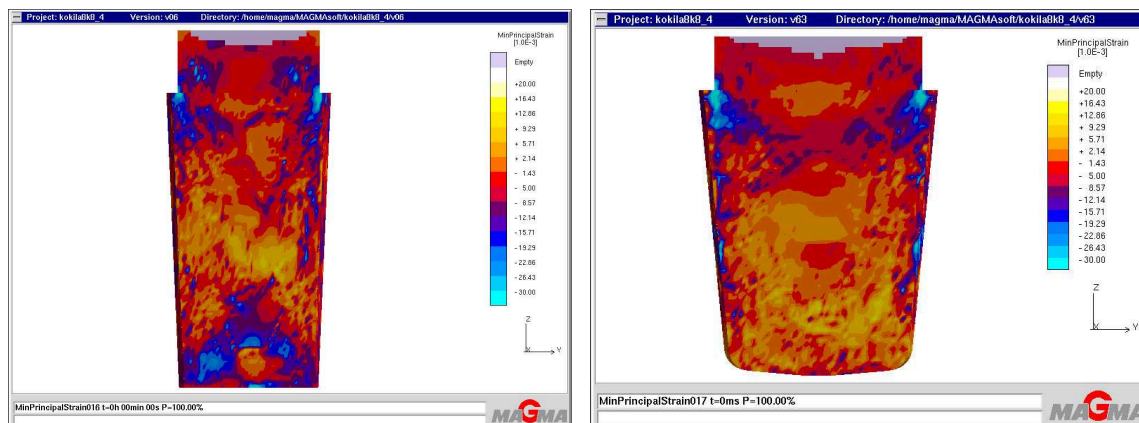 Project: kokila8k8_4 Version: v06 Directory: /home/magma/MAGMAsoft/kokila8k8_4/v06
MinPrincipalStrain
[1.0E-3]
Empty
+20.00
+16.43
+12.86
+ 9.29
+ 5.71
+ 2.14
- 1.43
- 5.00
- 8.57
-12.14
-15.71
-19.29
-22.86
-26.43
-30.00
Z
X Y
MinPrincipalStrain016 t=0h 00min 00s P=100.00%
MAGMA
Project: kokila8k8_4 Version: v63 Directory: /home/magma/MAGMAsoft/kokila8k8_4/v63
MinPrincipalStrain
[1.0E-3]
Empty
+20.00
+16.43
+12.86
+ 9.29
+ 5.71
+ 2.14
- 1.43
- 5.00
- 8.57
-12.14
-15.71
-19.29
-22.86
-26.43
-30.00
Z
X Y
MinPrincipalStrain017 t=0ms P=100.00%
MAGMA